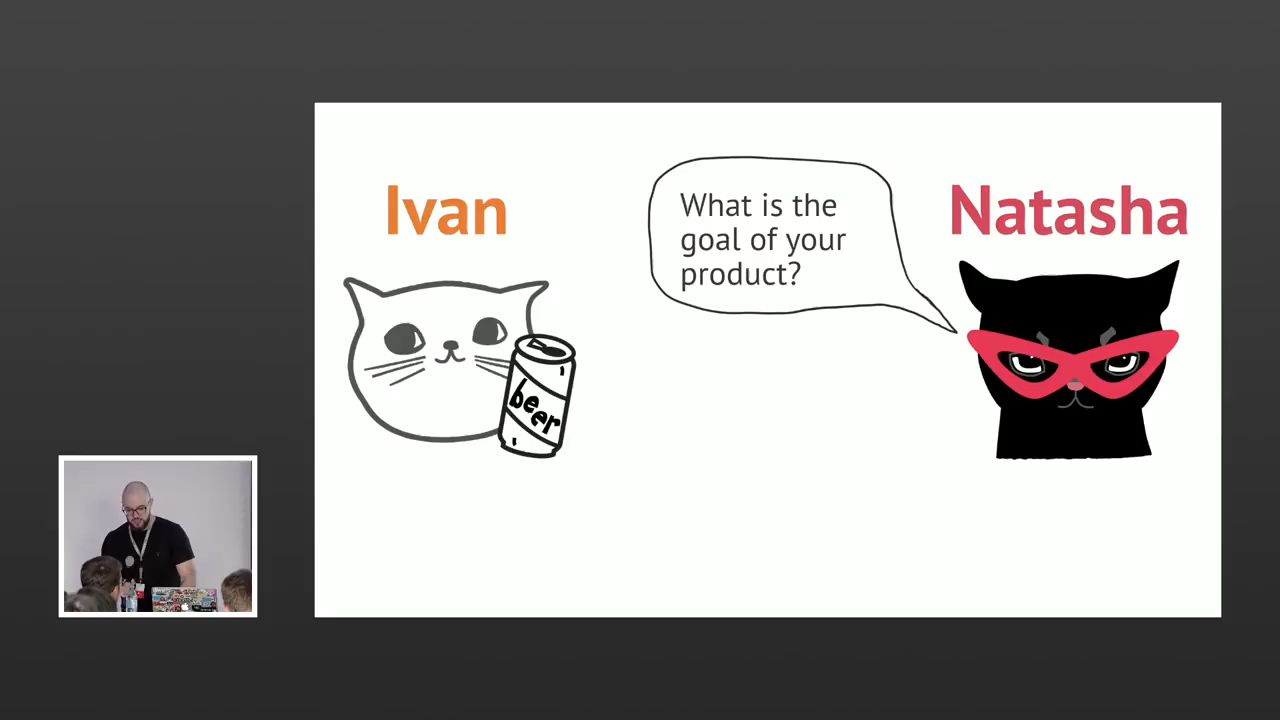 Ivan
What is the
goal of your
product?
Natasha
beer